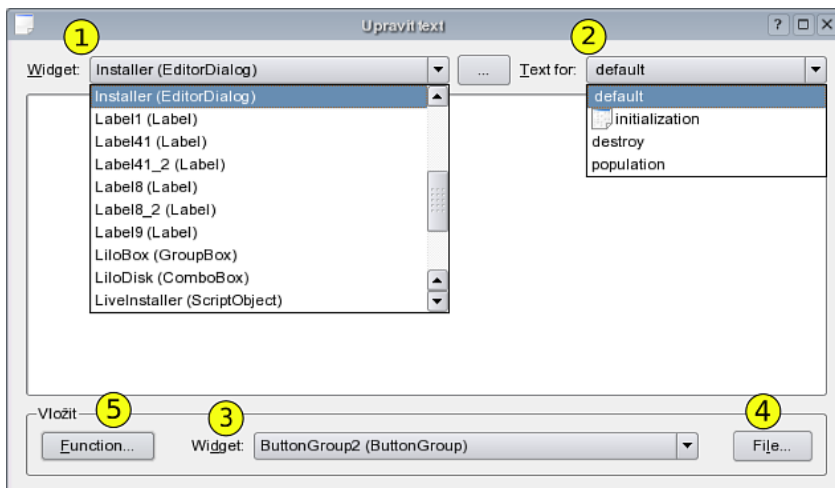 Upravit text
1
2
Widget: Installer (EditorDialog) ... Text for: default
Installer (EditorDialog)
Label1 (Label)
Label41 (Label)
Label41_2 (Label)
Label8 (Label)
Label8_2 (Label)
Label9 (Label)
LiloBox (GroupBox)
LiloDisk (ComboBox)
LiveInstaller (ScriptObject)
default
initialization
destroy
population
Vložit
5
3
4
Function... Widget: ButtonGroup2 (ButtonGroup) File...